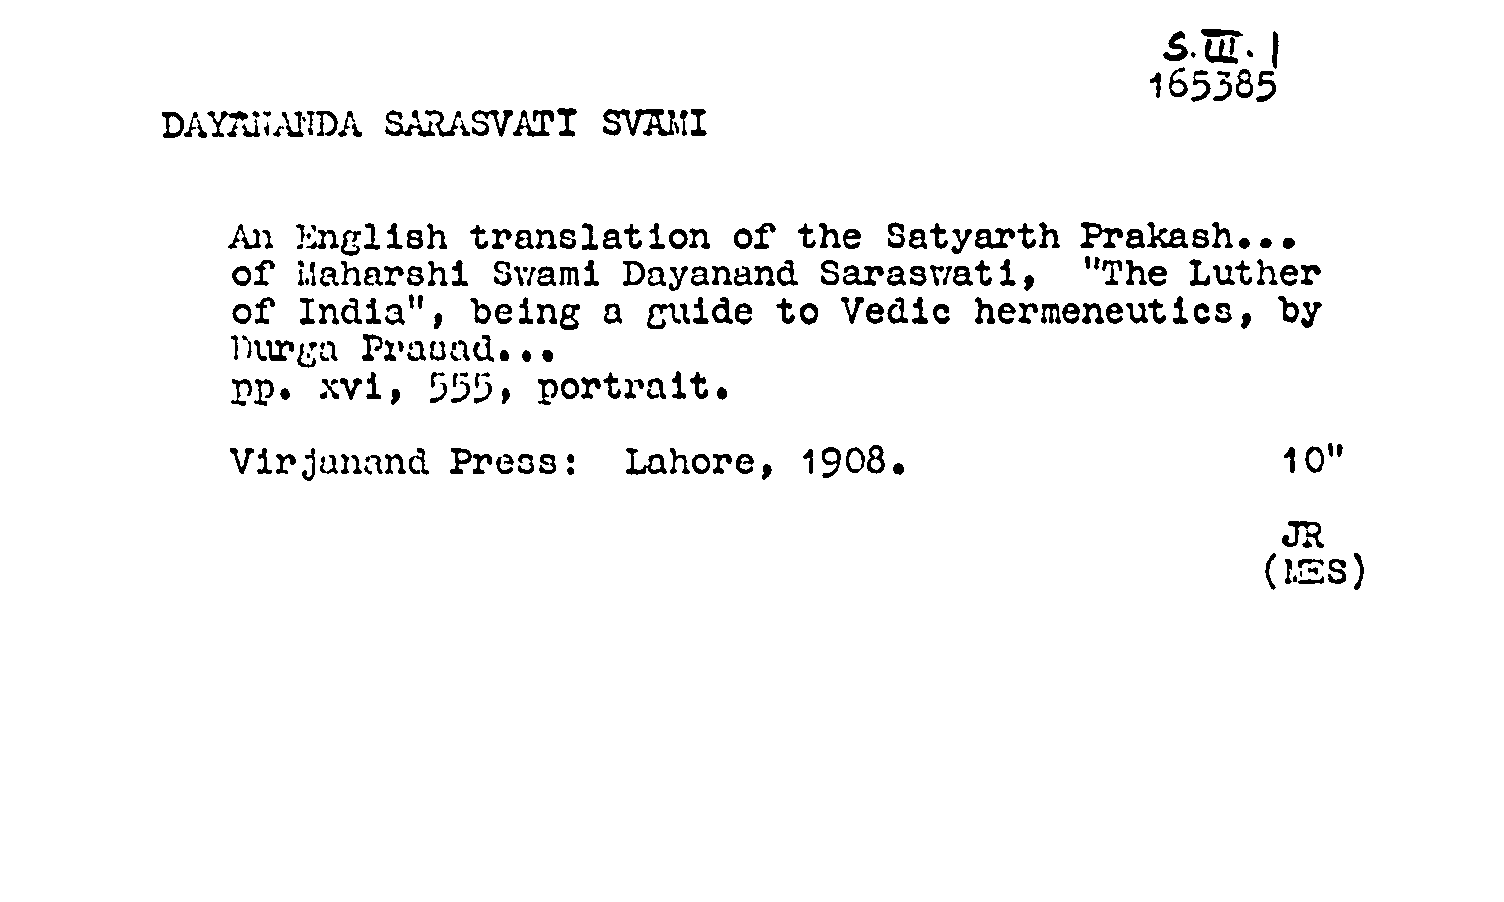 S.III.1
165385
DAYANANDA SARASVATI SVAMI
An English translation of the Satyarth Prakash...
of Maharshi Swami Dayanand Saraswati, "The Luther
of India", being a guide to Vedic hermeneutics, by
Durga Prasad...
pp. xvi, 555, portrait.
Virjanand Press: Lahore, 1908. 10"
JR
(MES)